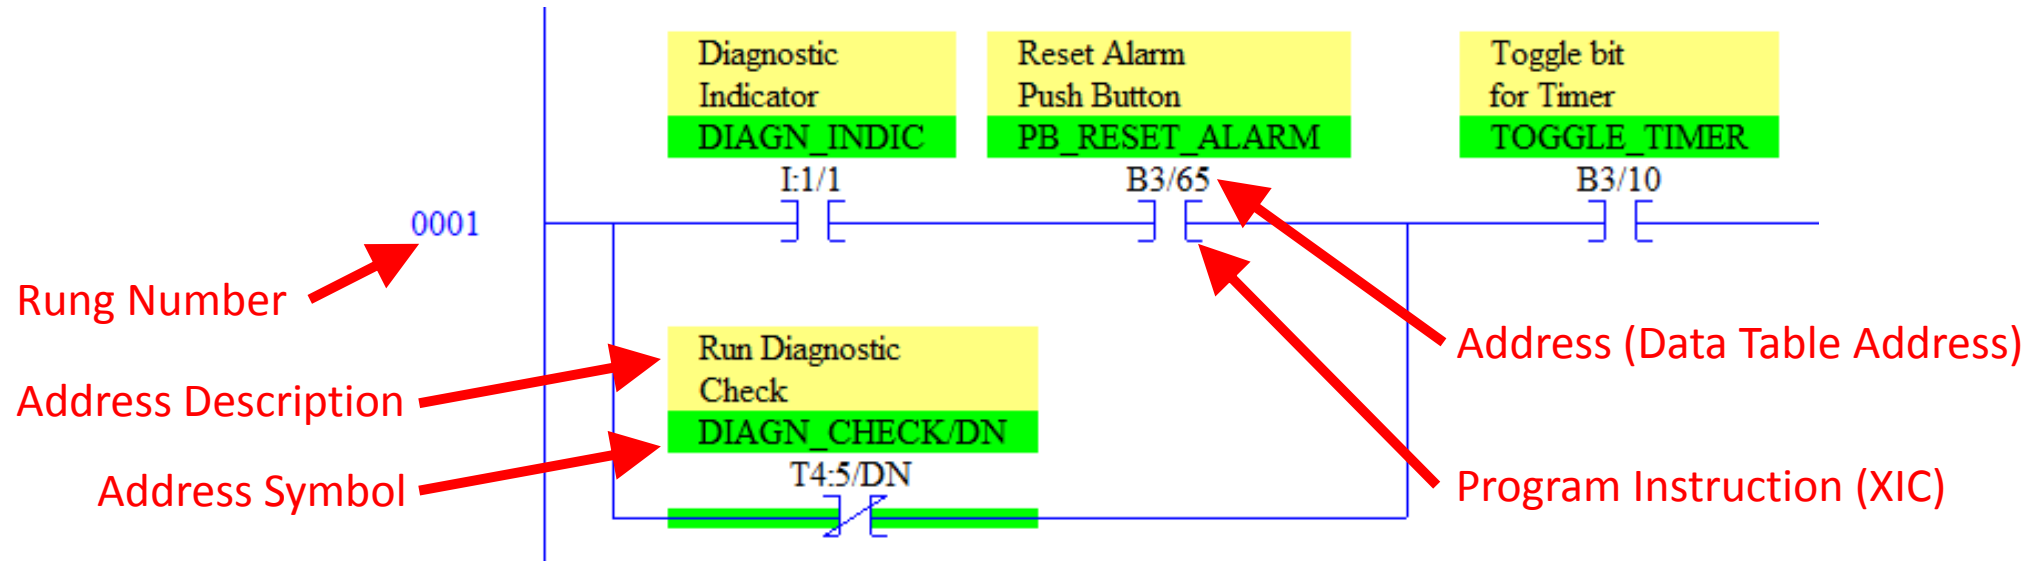 Diagnostic
Indicator
DIAGN_INDIC
I:1/1
Reset Alarm
Push Button
PB_RESET_ALARM
B3/65
Toggle bit
for Timer
TOGGLE_TIMER
B3/10
0001
Rung Number
Address Description
Address Symbol
Run Diagnostic
Check
DIAGN_CHECK/DN
T4:5/DN
Address (Data Table Address)
Program Instruction (XIC)